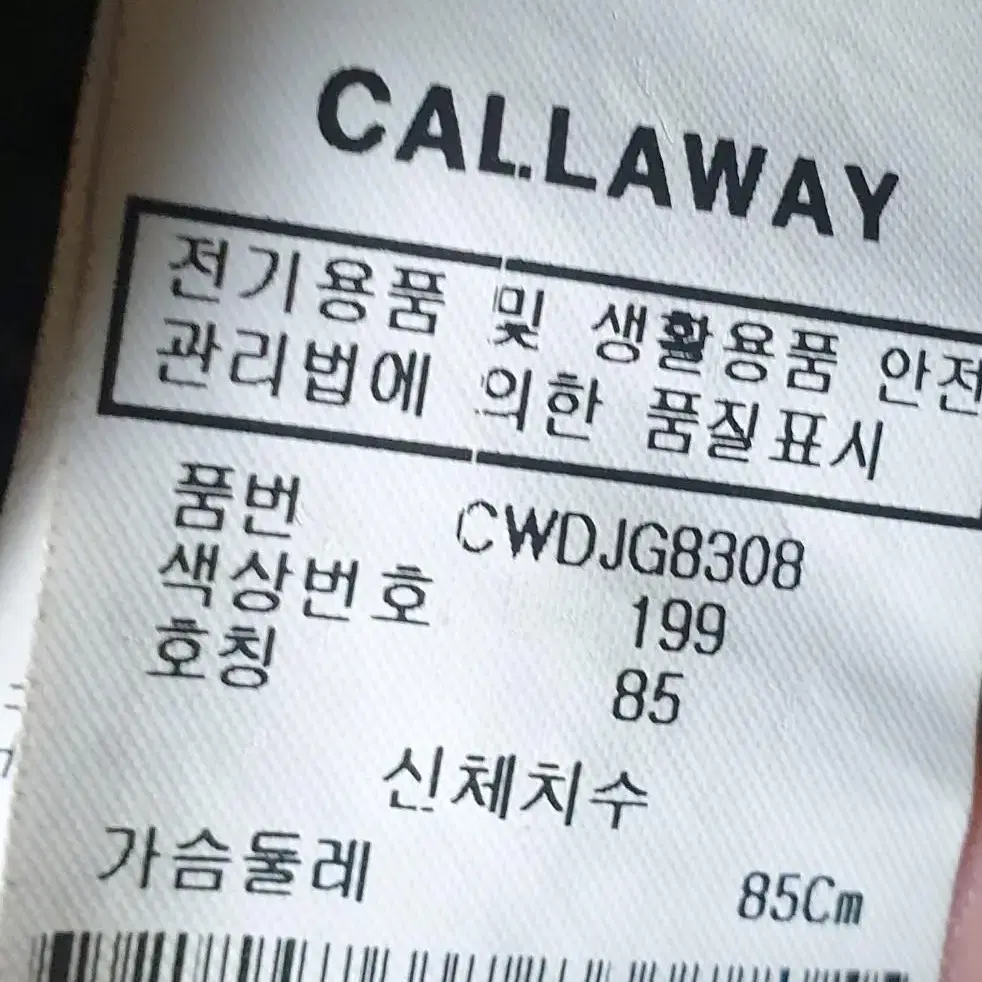 CALLAWAY
전기용품 및 생활용품 안전
관리법에 의한 품질표시
품번 CWDJG8308
색상번호 199
호칭 85
신체치수
가슴둘레 85Cm